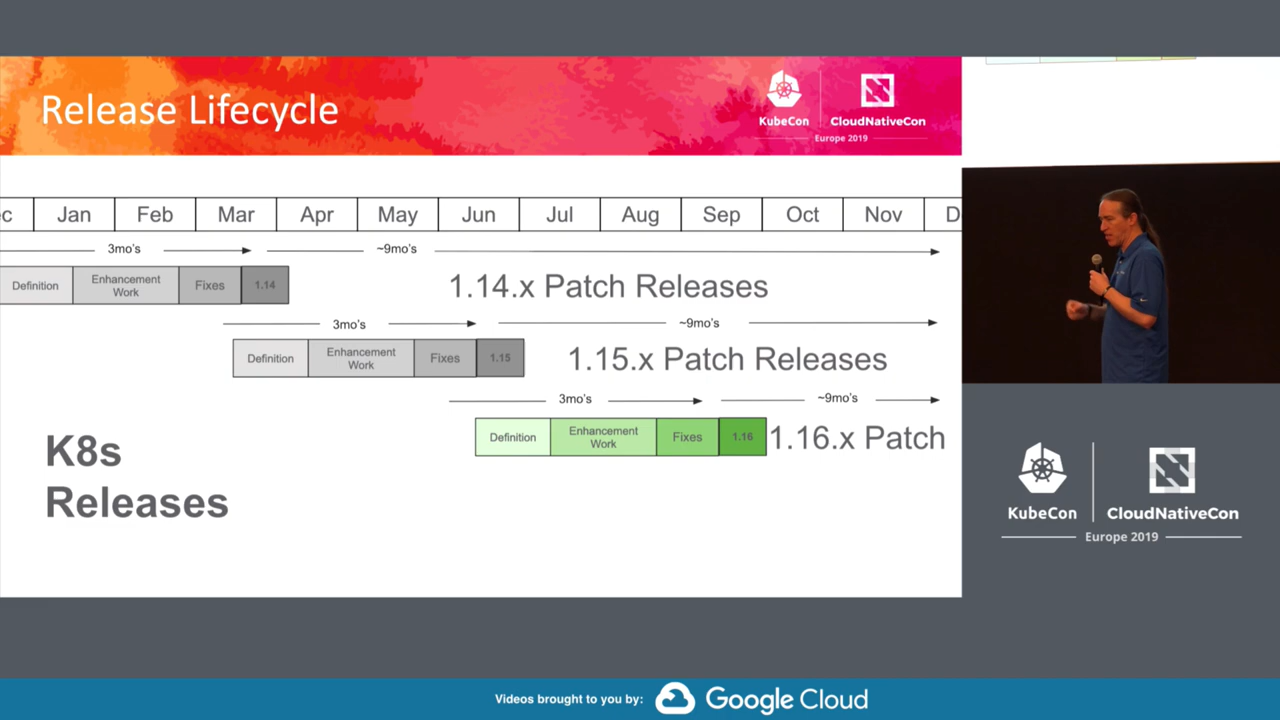 Release Lifecycle
KubeCon
CloudNativeCon
Europe 2019
ec Jan Feb Mar Apr May Jun Jul Aug Sep Oct Nov D
3mo's ~9mo's
Definition Enhancement Work Fixes 1.14
1.14.x Patch Releases
3mo's ~9mo's
Definition Enhancement Work Fixes 1.15
1.15.x Patch Releases
3mo's ~9mo's
Definition Enhancement Work Fixes 1.16
1.16.x Patch
K8s
Releases
KubeCon
CloudNativeCon
Europe 2019
Videos brought to you by: Google Cloud